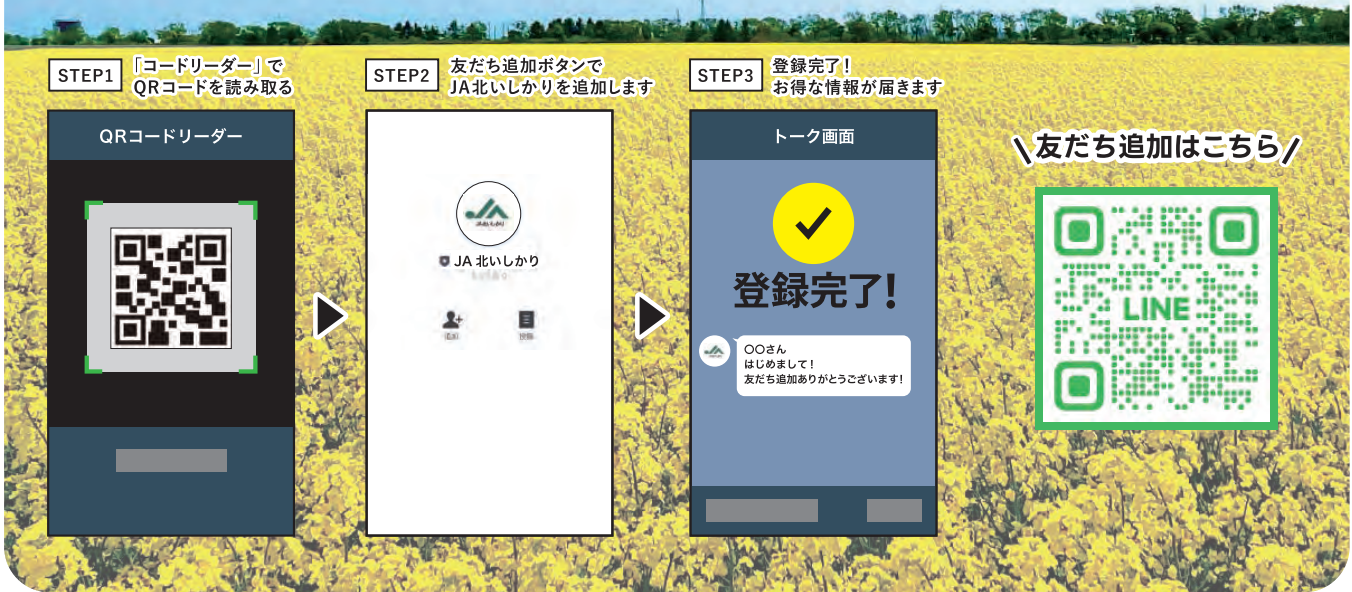 STEP1
「コードリーダー」で
QRコードを読み取る
QRコードリーダー
STEP2
友だち追加ボタンで
JA北いしかりを追加します
JA 北いしかり
追加
投稿
STEP3
登録完了！
お得な情報が届きます
トーク画面
登録完了！
〇〇さん
はじめまして！
友だち追加ありがとうございます！
友だち追加はこちら
LINE